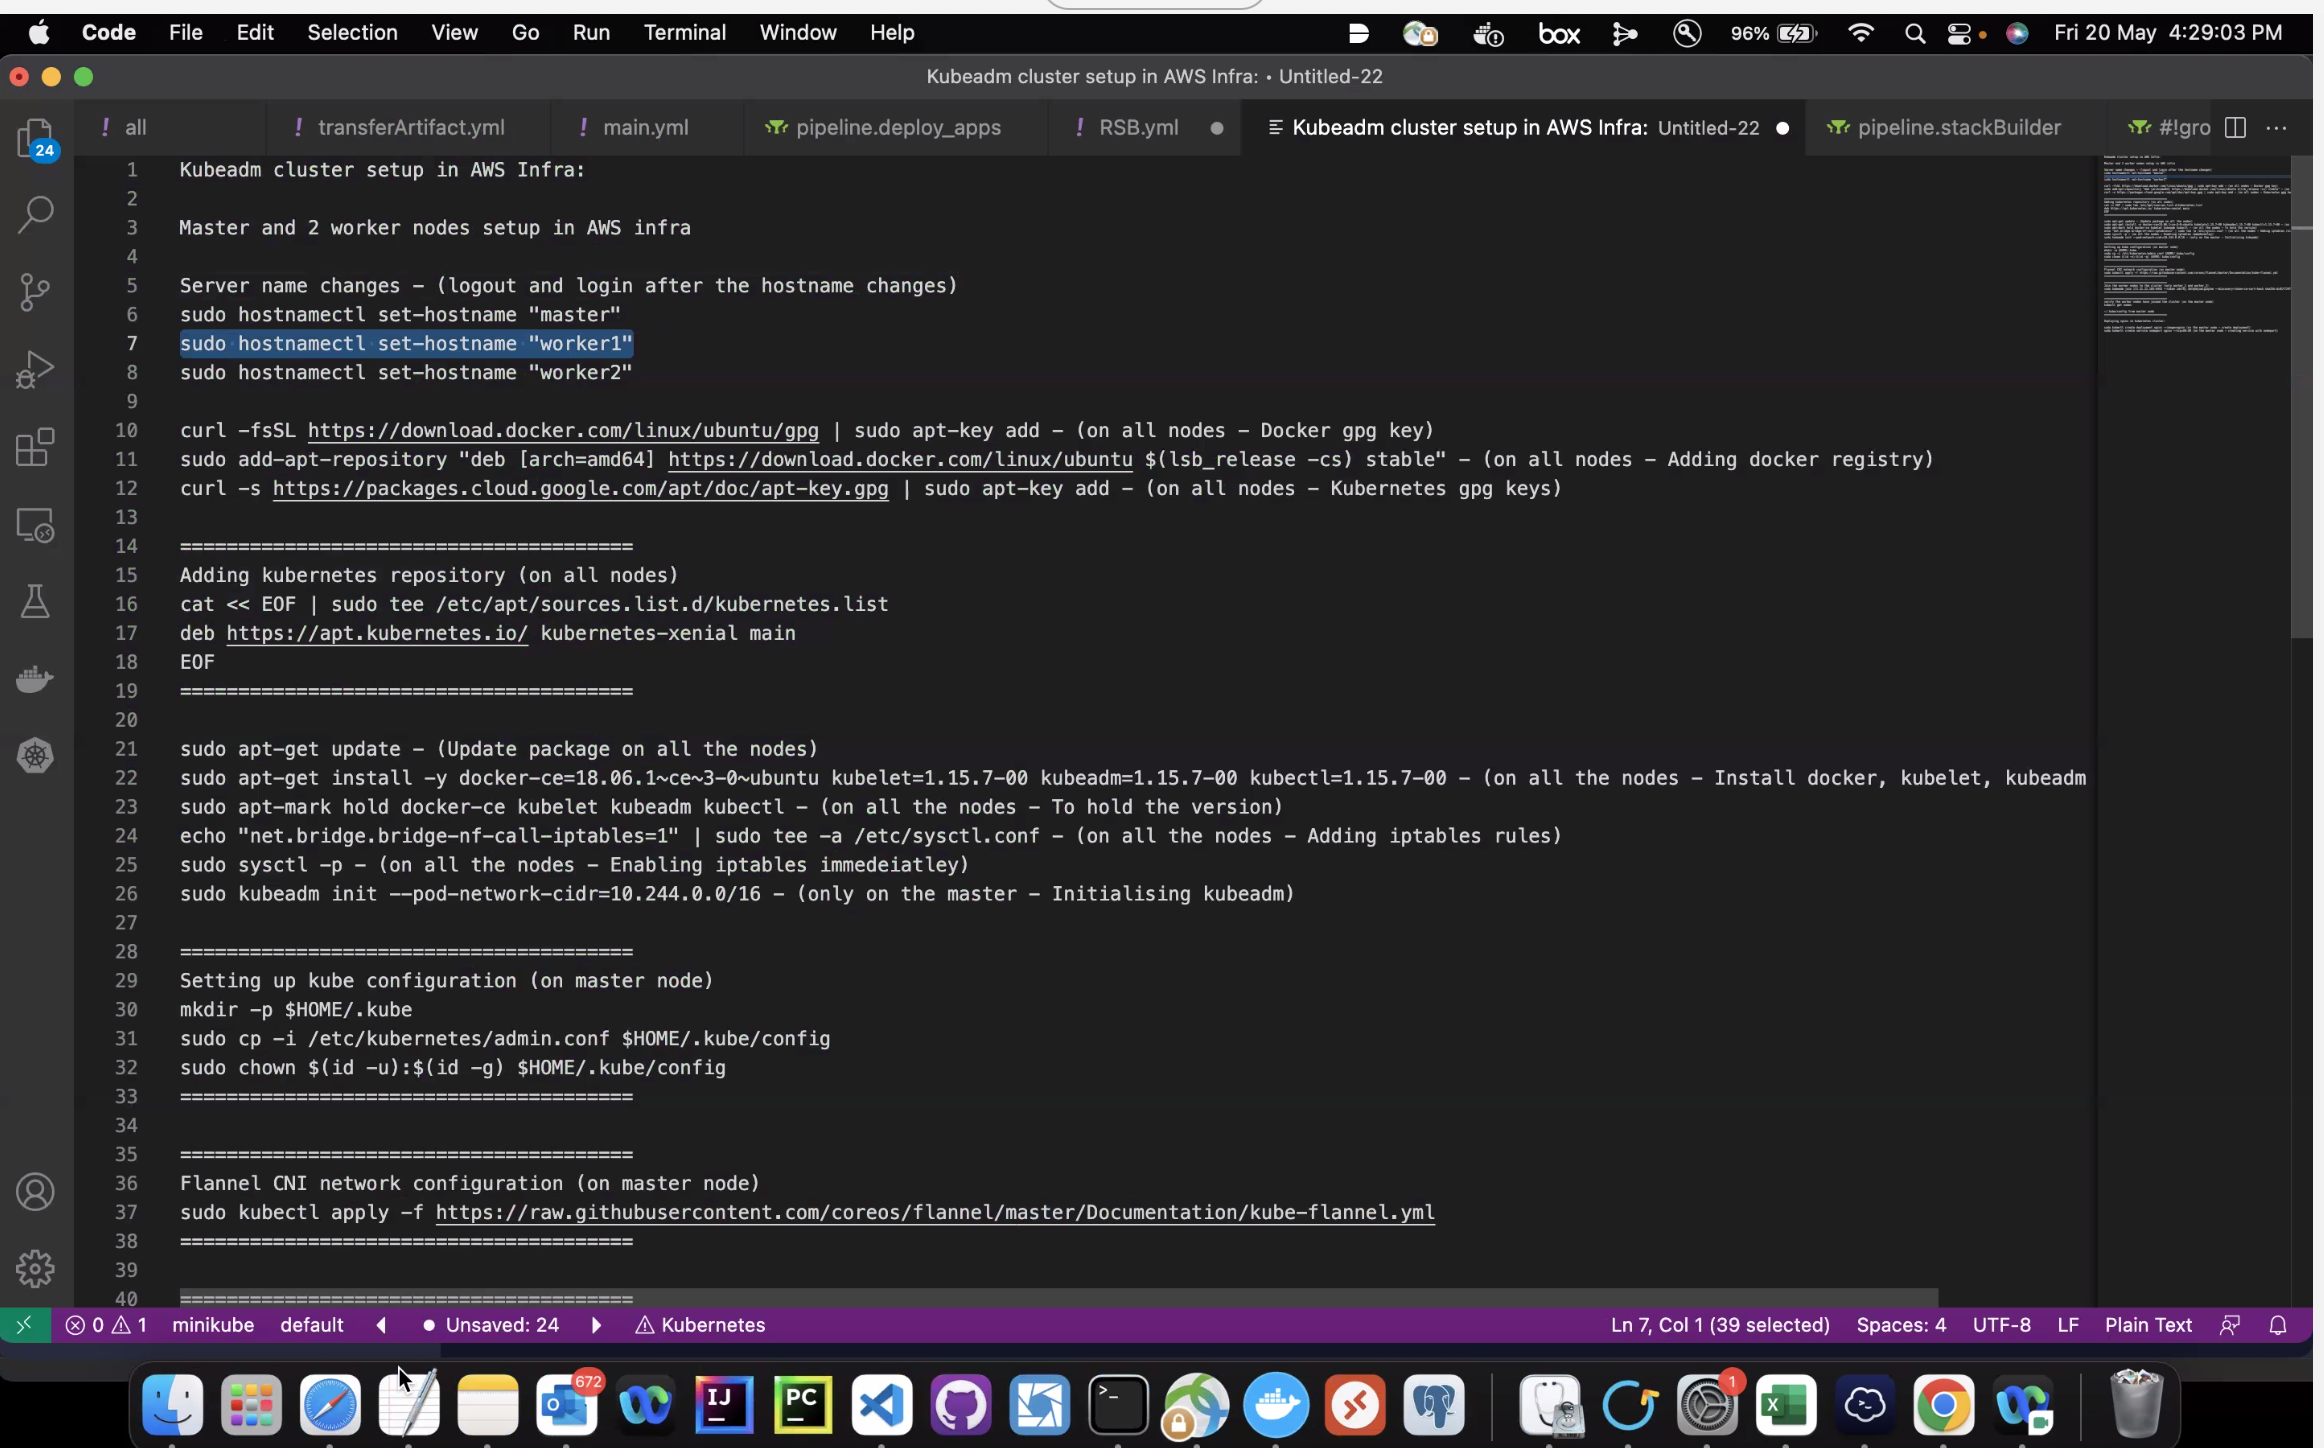 Code File Edit Selection View Go Run Terminal Window Help box 96% Fri 20 May 4:29:03 PM
Kubeadm cluster setup in AWS Infra: • Untitled-22
! all ! transferArtifact.yml ! main.yml pipeline.deploy_apps ! RSB.yml Kubeadm cluster setup in AWS Infra: Untitled-22 pipeline.stackBuilder #!gro
24
1 Kubeadm cluster setup in AWS Infra:
2
3 Master and 2 worker nodes setup in AWS infra
4
5 Server name changes - (logout and login after the hostname changes)
6 sudo hostnamectl set-hostname "master"
7 sudo hostnamectl set-hostname "worker1"
8 sudo hostnamectl set-hostname "worker2"
9
10 curl -fsSL https://download.docker.com/linux/ubuntu/gpg | sudo apt-key add - (on all nodes - Docker gpg key)
11 sudo add-apt-repository "deb [arch=amd64] https://download.docker.com/linux/ubuntu $(lsb_release -cs) stable" - (on all nodes - Adding docker registry)
12 curl -s https://packages.cloud.google.com/apt/doc/apt-key.gpg | sudo apt-key add - (on all nodes - Kubernetes gpg keys)
13
14 =======================================
15 Adding kubernetes repository (on all nodes)
16 cat << EOF | sudo tee /etc/apt/sources.list.d/kubernetes.list
17 deb https://apt.kubernetes.io/ kubernetes-xenial main
18 EOF
19 =======================================
20
21 sudo apt-get update - (Update package on all the nodes)
22 sudo apt-get install -y docker-ce=18.06.1~ce~3-0~ubuntu kubelet=1.15.7-00 kubeadm=1.15.7-00 kubectl=1.15.7-00 - (on all the nodes - Install docker, kubelet, kubeadm
23 sudo apt-mark hold docker-ce kubelet kubeadm kubectl - (on all the nodes - To hold the version)
24 echo "net.bridge.bridge-nf-call-iptables=1" | sudo tee -a /etc/sysctl.conf - (on all the nodes - Adding iptables rules)
25 sudo sysctl -p - (on all the nodes - Enabling iptables immedeiatley)
26 sudo kubeadm init --pod-network-cidr=10.244.0.0/16 - (only on the master - Initialising kubeadm)
27
28 =======================================
29 Setting up kube configuration (on master node)
30 mkdir -p $HOME/.kube
31 sudo cp -i /etc/kubernetes/admin.conf $HOME/.kube/config
32 sudo chown $(id -u):$(id -g) $HOME/.kube/config
33 =======================================
34
35 =======================================
36 Flannel CNI network configuration (on master node)
37 sudo kubectl apply -f https://raw.githubusercontent.com/coreos/flannel/master/Documentation/kube-flannel.yml
38 =======================================
39
40 =======================================
0 1 minikube default Unsaved: 24 Kubernetes Ln 7, Col 1 (39 selected) Spaces: 4 UTF-8 LF Plain Text
672 IJ PC 1